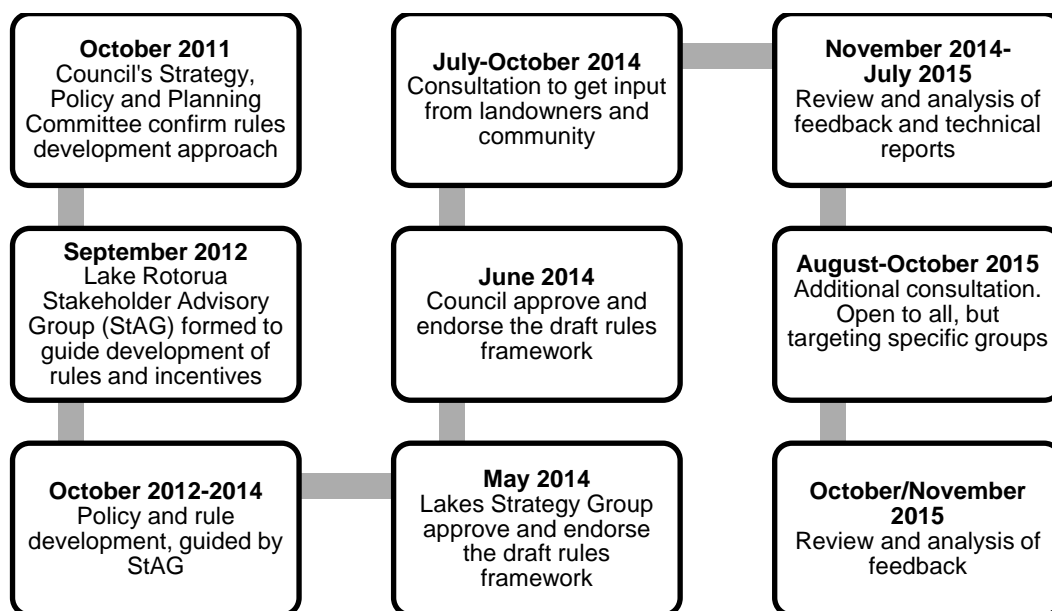 October 2011
Council's Strategy,
Policy and Planning
Committee confirm rules
development approach
September 2012
Lake Rotorua
Stakeholder Advisory
Group (StAG) formed to
guide development of
rules and incentives
October 2012-2014
Policy and rule
development, guided by
StAG
May 2014
Lakes Strategy Group
approve and endorse
the draft rules
framework
June 2014
Council approve and
endorse the draft rules
framework
July-October 2014
Consultation to get input
from landowners and
community
November 2014-
July 2015
Review and analysis of
feedback and technical
reports
August-October 2015
Additional consultation.
Open to all, but
targeting specific groups
October/November
2015
Review and analysis of
feedback